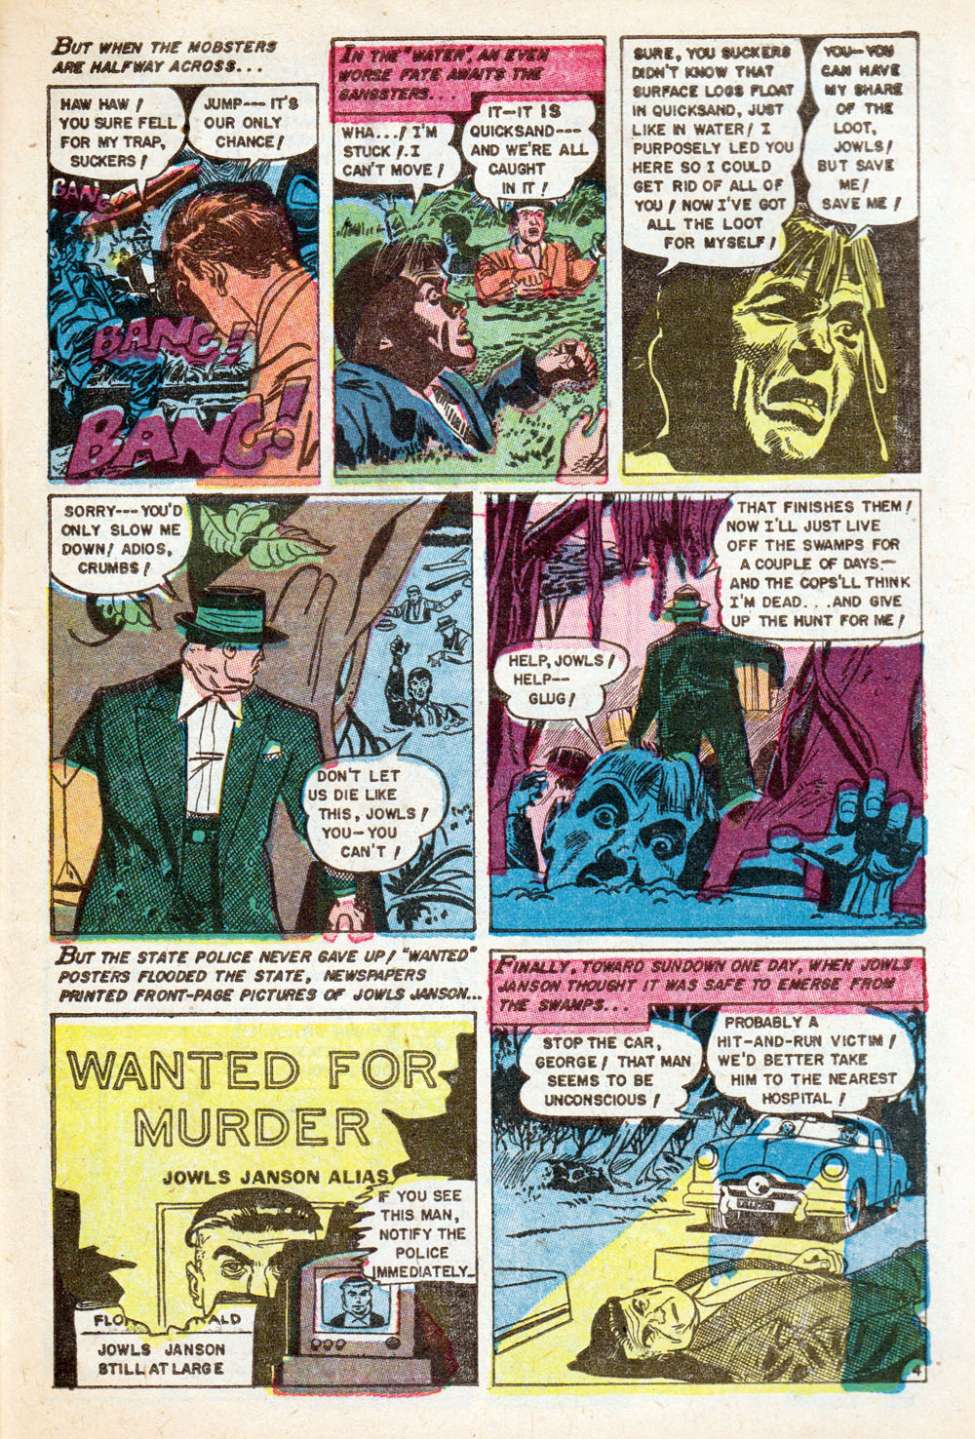 BUT WHEN THE MOBSTERS
ARE HALFWAY ACROSS...
HAW HAW!
YOU SURE FELL
FOR MY TRAP,
SUCKERS!
JUMP--- IT'S
OUR ONLY
CHANCE!
BANG
BANG!
BANG!
IN THE "WATER", AN EVEN
WORSE FATE AWAITS THE
GANGSTERS...
WHA...! I'M
STUCK! I
CAN'T MOVE!
IT-IT IS
QUICKSAND---
AND WE'RE ALL
CAUGHT
IN IT!
SURE, YOU SUCKERS
DIDN'T KNOW THAT
SURFACE LOGS FLOAT
IN QUICKSAND, JUST
LIKE IN WATER! I
PURPOSELY LED YOU
HERE SO I COULD
GET RID OF ALL OF
YOU! NOW I'VE GOT
ALL THE LOOT
FOR MYSELF!
YOU--YOU
CAN HAVE
MY SHARE
OF THE
LOOT,
JOWLS!
BUT SAVE
ME!
SAVE ME!
SORRY--- YOU'D
ONLY SLOW ME
DOWN! ADIOS,
CRUMBS!
DON'T LET
US DIE LIKE
THIS, JOWLS!
YOU--YOU
CAN'T!
THAT FINISHES THEM!
NOW I'LL JUST LIVE
OFF THE SWAMPS FOR
A COUPLE OF DAYS--
AND THE COPS'LL THINK
I'M DEAD...AND GIVE
UP THE HUNT FOR ME!
HELP, JOWLS!
HELP--
GLUG!
BUT THE STATE POLICE NEVER GAVE UP! "WANTED"
POSTERS FLOODED THE STATE, NEWSPAPERS
PRINTED FRONT-PAGE PICTURES OF JOWLS JANSON...
WANTED FOR
MURDER
JOWLS JANSON ALIAS
IF YOU SEE
THIS MAN,
NOTIFY THE
POLICE
IMMEDIATELY...
FLO ALD
JOWLS JANSON
STILL AT LARGE
FINALLY, TOWARD SUNDOWN ONE DAY, WHEN JOWLS
JANSON THOUGHT IT WAS SAFE TO EMERGE FROM
THE SWAMPS...
STOP THE CAR,
GEORGE! THAT MAN
SEEMS TO BE
UNCONSCIOUS!
PROBABLY A
HIT-AND-RUN VICTIM!
WE'D BETTER TAKE
HIM TO THE NEAREST
HOSPITAL!
4